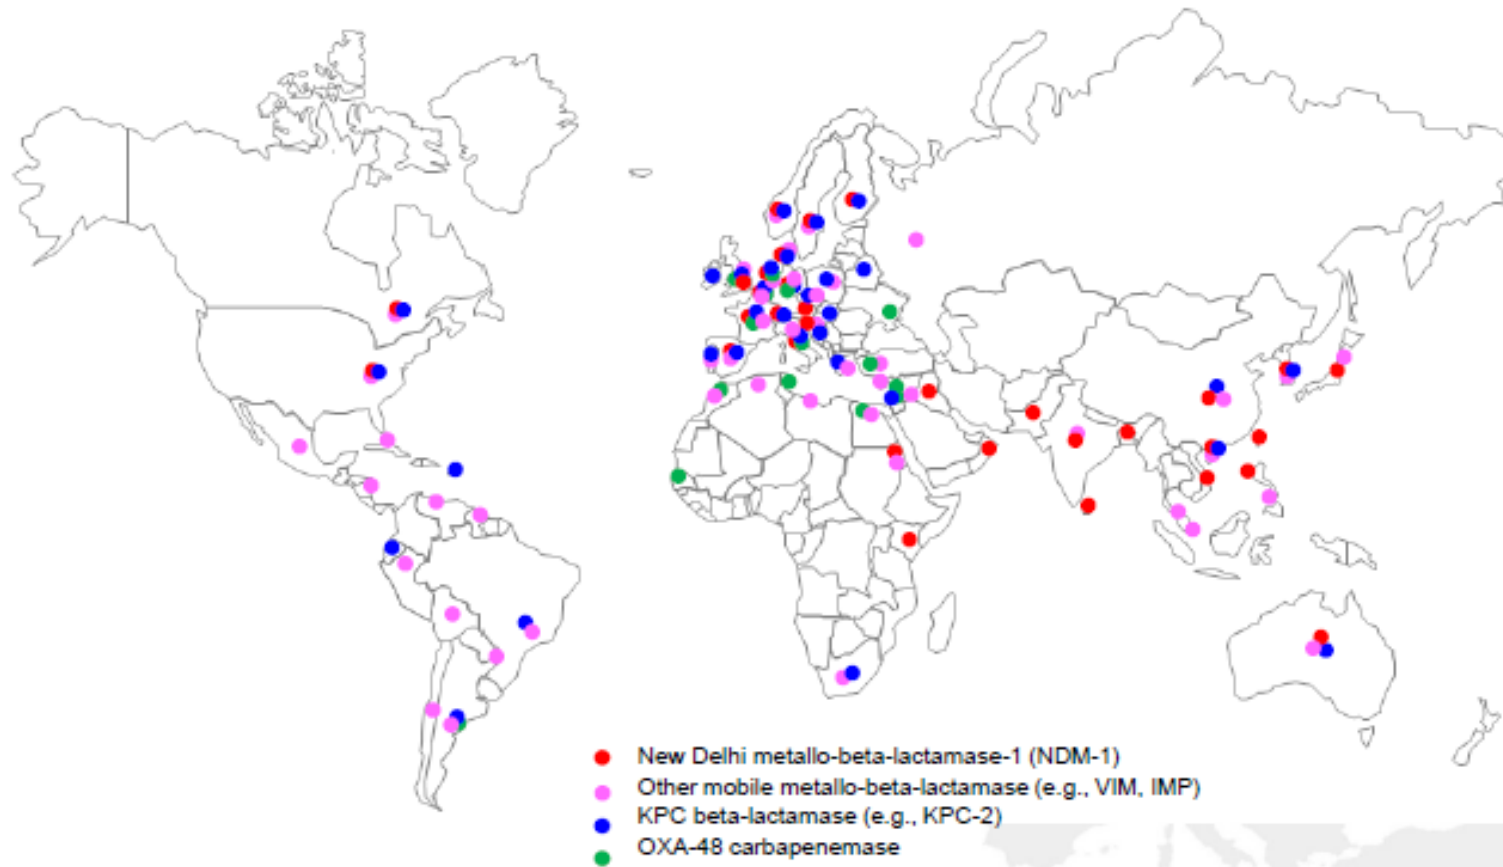 New Delhi metallo-beta-lactamase-1 (NDM-1)
Other mobile metallo-beta-lactamase (e.g., VIM, IMP)
KPC beta-lactamase (e.g., KPC-2)
OXA-48 carbapenemase